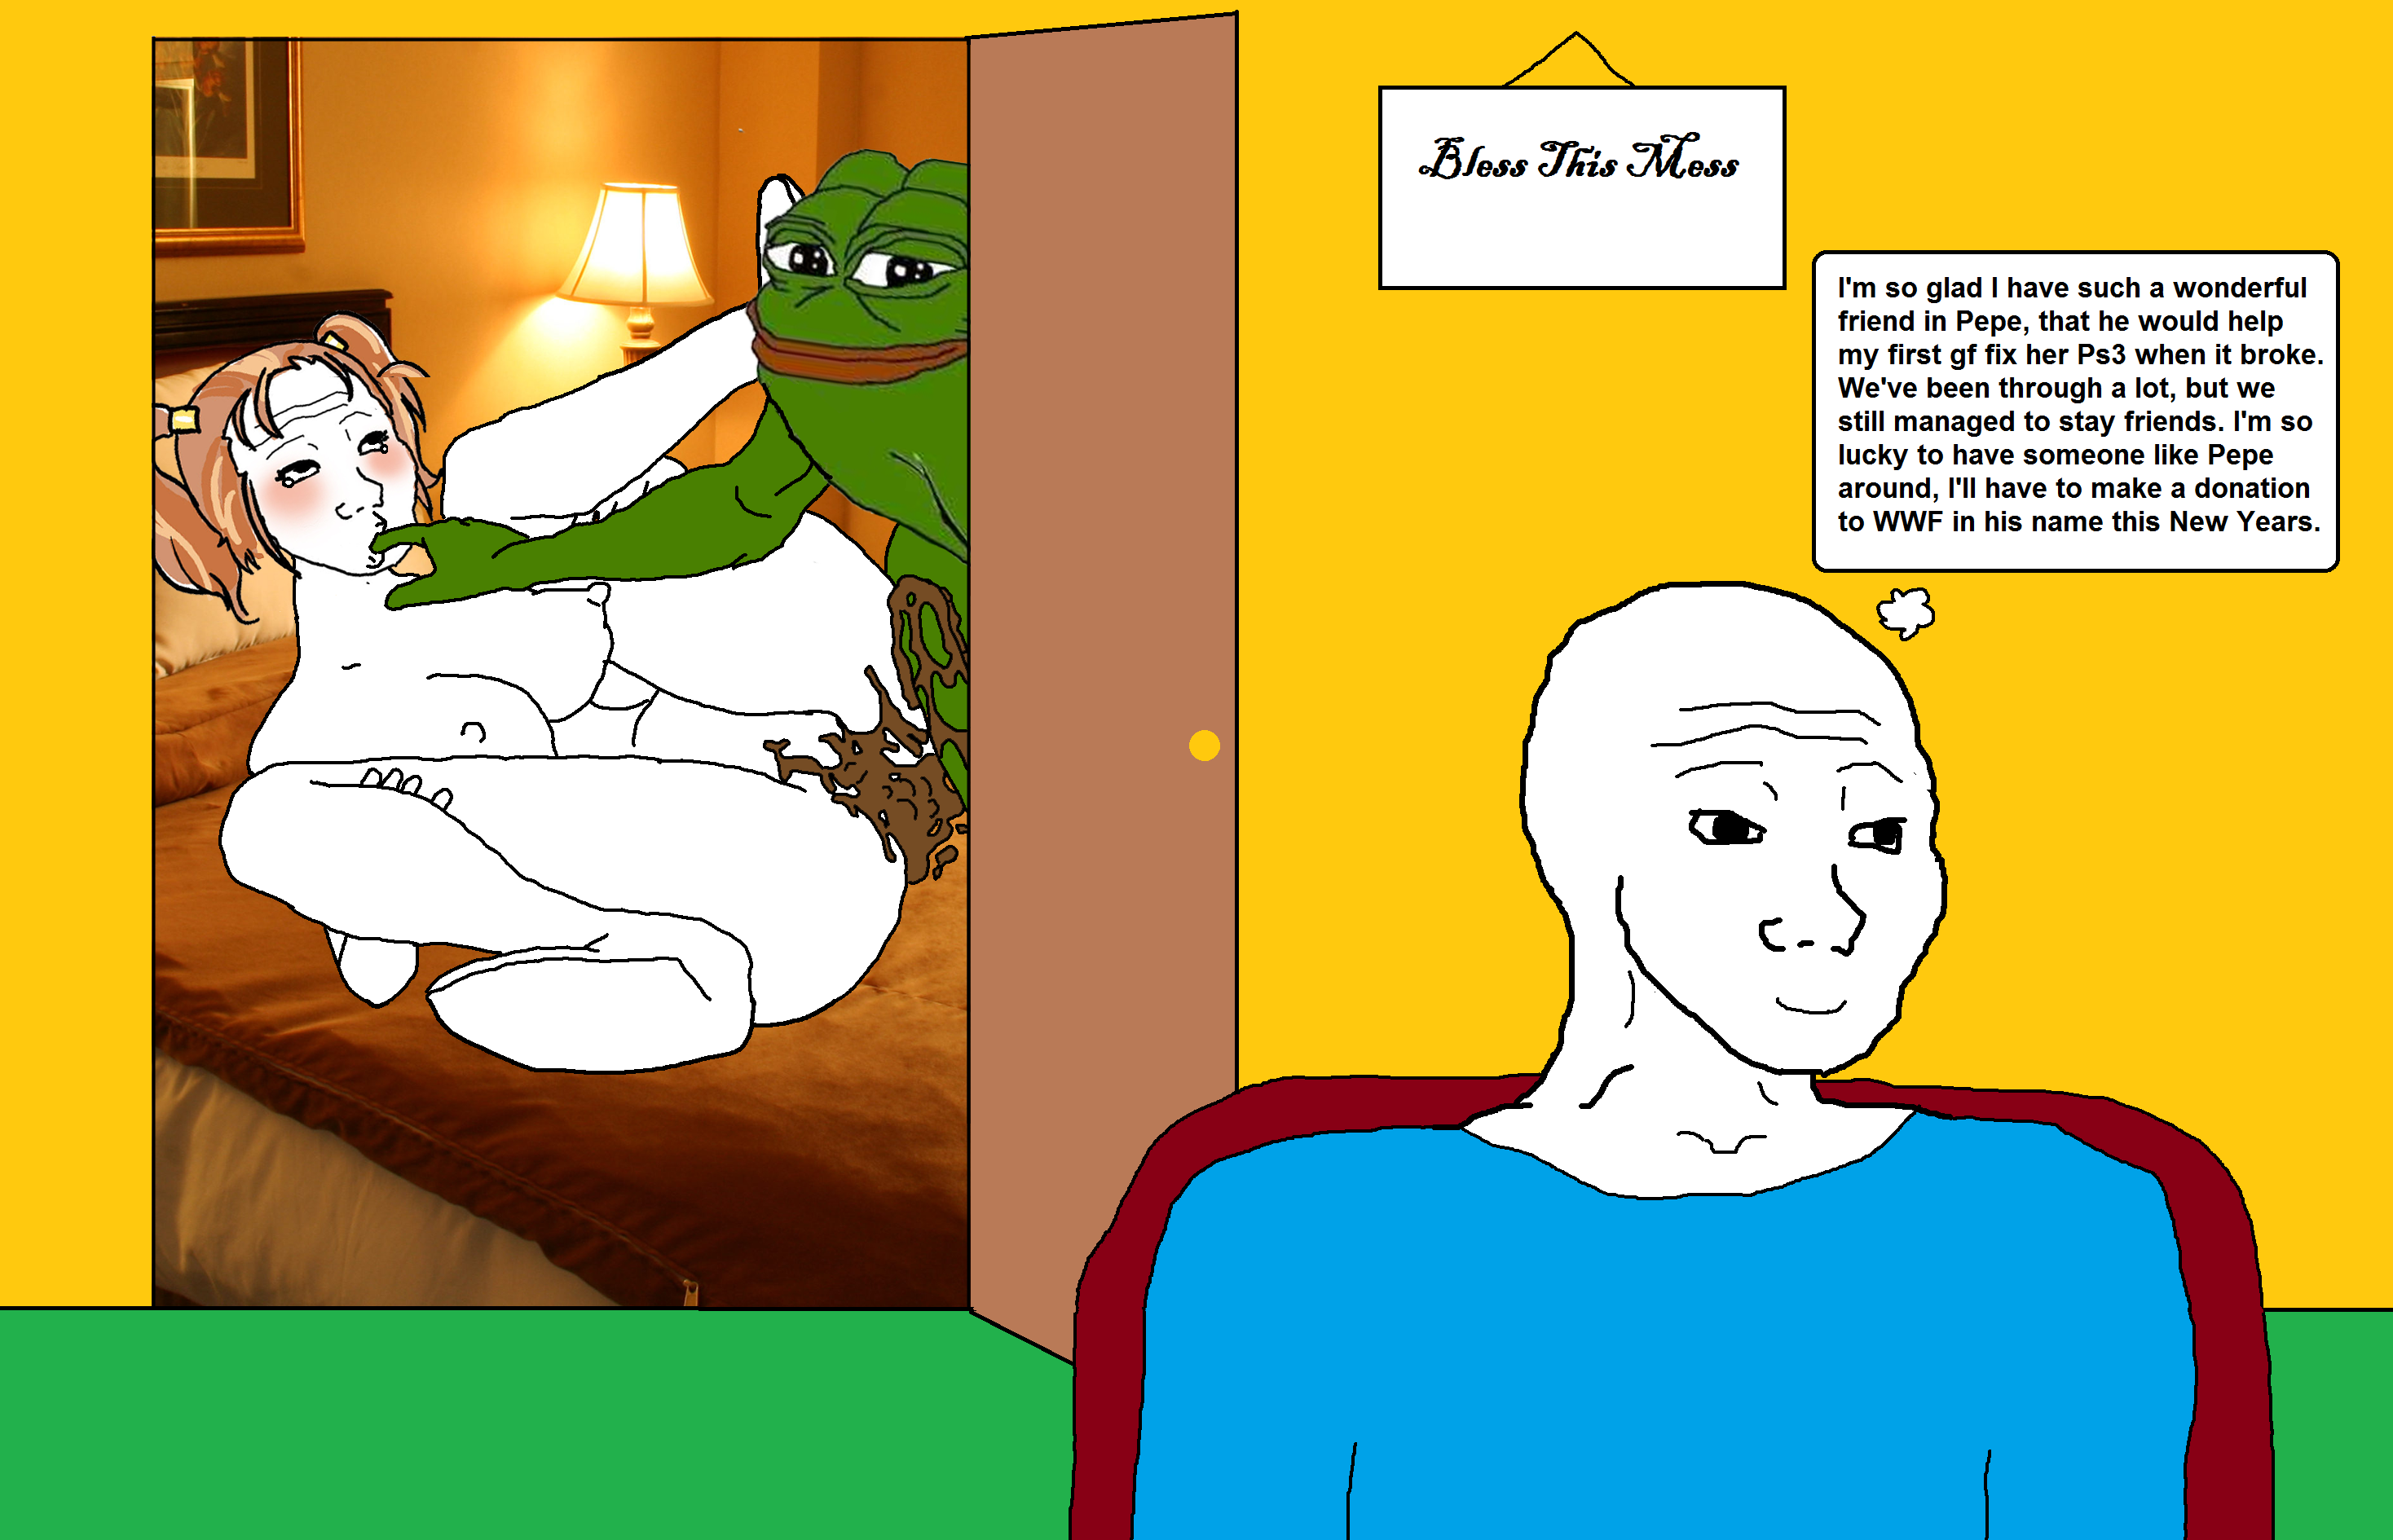 Bless This Mess
I'm so glad I have such a wonderful
friend in Pepe, that he would help
my first gf fix her Ps3 when it broke.
We've been through a lot, but we
still managed to stay friends. I'm so
lucky to have someone like Pepe
around, I'll have to make a donation
to WWF in his name this New Years.